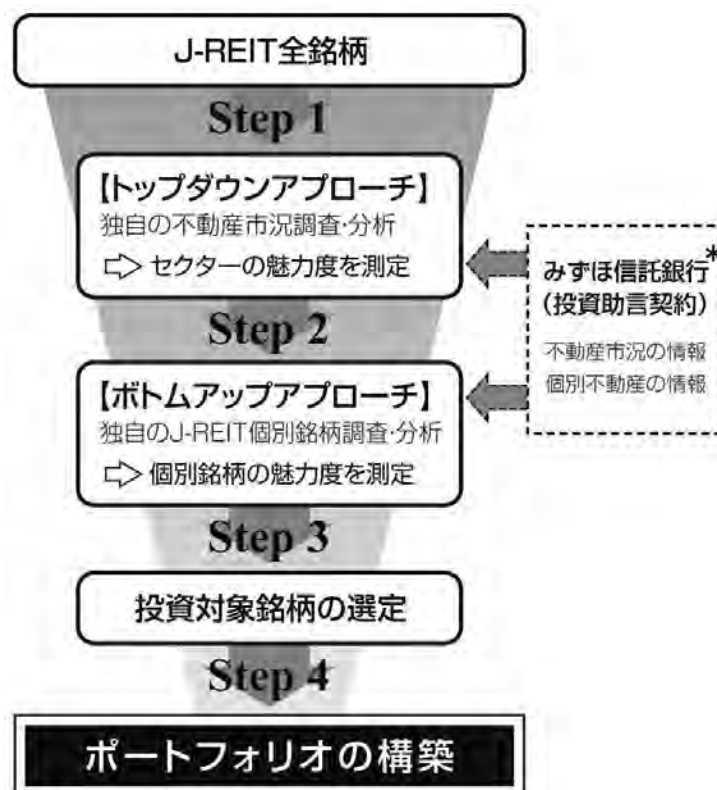 J-REIT全銘柄
Step 1
【トップダウンアプローチ】
独自の不動産市況調査・分析
⇨ セクターの魅力度を測定
みずほ信託銀行*
(投資助言契約)
不動産市況の情報
個別不動産の情報
Step 2
【ボトムアップアプローチ】
独自のJ-REIT個別銘柄調査・分析
⇨ 個別銘柄の魅力度を測定
Step 3
投資対象銘柄の選定
Step 4
ポートフォリオの構築